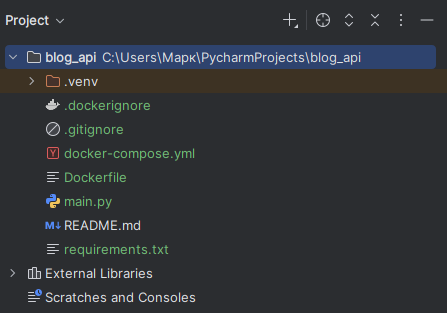 Project
blog_api C:\Users\Марк\PycharmProjects\blog_api
.venv
.dockerignore
.gitignore
docker-compose.yml
Dockerfile
main.py
README.md
requirements.txt
External Libraries
Scratches and Consoles